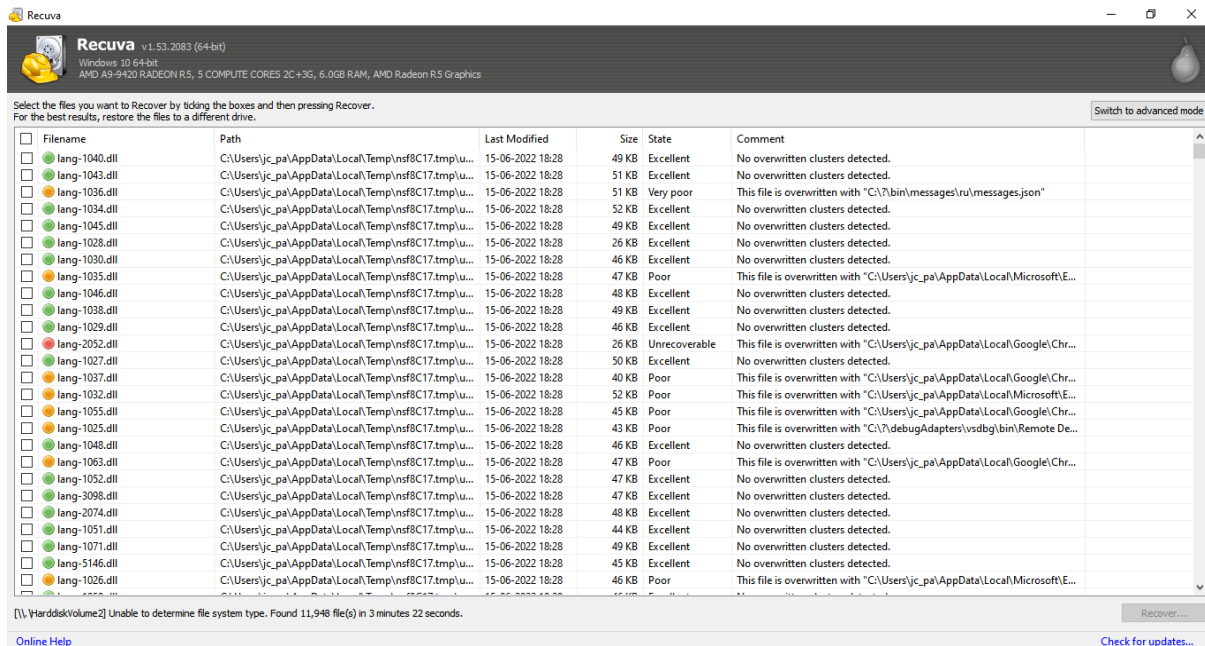 Recuva
Recuva v1.53.2083 (64-bit)
Windows 10 64-bit
AMD A9-9420 RADEON R5, 5 COMPUTE CORES 2C+3G, 6.0GB RAM, AMD Radeon R5 Graphics
Select the files you want to Recover by ticking the boxes and then pressing Recover.
For the best results, restore the files to a different drive.
Switch to advanced mode
Filename Path Last Modified Size State Comment
lang-1040.dll C:\Users\jc_pa\AppData\Local\Temp\nsf8C17.tmp\u... 15-06-2022 18:28 49 KB Excellent No overwritten clusters detected.
lang-1043.dll C:\Users\jc_pa\AppData\Local\Temp\nsf8C17.tmp\u... 15-06-2022 18:28 51 KB Excellent No overwritten clusters detected.
lang-1036.dll C:\Users\jc_pa\AppData\Local\Temp\nsf8C17.tmp\u... 15-06-2022 18:28 51 KB Very poor This file is overwritten with "C:\?\bin\messages\ru\messages.json"
lang-1034.dll C:\Users\jc_pa\AppData\Local\Temp\nsf8C17.tmp\u... 15-06-2022 18:28 52 KB Excellent No overwritten clusters detected.
lang-1045.dll C:\Users\jc_pa\AppData\Local\Temp\nsf8C17.tmp\u... 15-06-2022 18:28 49 KB Excellent No overwritten clusters detected.
lang-1028.dll C:\Users\jc_pa\AppData\Local\Temp\nsf8C17.tmp\u... 15-06-2022 18:28 26 KB Excellent No overwritten clusters detected.
lang-1030.dll C:\Users\jc_pa\AppData\Local\Temp\nsf8C17.tmp\u... 15-06-2022 18:28 46 KB Excellent No overwritten clusters detected.
lang-1035.dll C:\Users\jc_pa\AppData\Local\Temp\nsf8C17.tmp\u... 15-06-2022 18:28 47 KB Poor This file is overwritten with "C:\Users\jc_pa\AppData\Local\Microsoft\E...
lang-1046.dll C:\Users\jc_pa\AppData\Local\Temp\nsf8C17.tmp\u... 15-06-2022 18:28 48 KB Excellent No overwritten clusters detected.
lang-1038.dll C:\Users\jc_pa\AppData\Local\Temp\nsf8C17.tmp\u... 15-06-2022 18:28 49 KB Excellent No overwritten clusters detected.
lang-1029.dll C:\Users\jc_pa\AppData\Local\Temp\nsf8C17.tmp\u... 15-06-2022 18:28 46 KB Excellent No overwritten clusters detected.
lang-2052.dll C:\Users\jc_pa\AppData\Local\Temp\nsf8C17.tmp\u... 15-06-2022 18:28 26 KB Unrecoverable This file is overwritten with "C:\Users\jc_pa\AppData\Local\Google\Chr...
lang-1027.dll C:\Users\jc_pa\AppData\Local\Temp\nsf8C17.tmp\u... 15-06-2022 18:28 50 KB Excellent No overwritten clusters detected.
lang-1037.dll C:\Users\jc_pa\AppData\Local\Temp\nsf8C17.tmp\u... 15-06-2022 18:28 40 KB Poor This file is overwritten with "C:\Users\jc_pa\AppData\Local\Google\Chr...
lang-1032.dll C:\Users\jc_pa\AppData\Local\Temp\nsf8C17.tmp\u... 15-06-2022 18:28 52 KB Poor This file is overwritten with "C:\Users\jc_pa\AppData\Local\Microsoft\E...
lang-1055.dll C:\Users\jc_pa\AppData\Local\Temp\nsf8C17.tmp\u... 15-06-2022 18:28 45 KB Poor This file is overwritten with "C:\Users\jc_pa\AppData\Local\Google\Chr...
lang-1025.dll C:\Users\jc_pa\AppData\Local\Temp\nsf8C17.tmp\u... 15-06-2022 18:28 43 KB Poor This file is overwritten with "C:\?\debugAdapters\vsdbg\bin\Remote De...
lang-1048.dll C:\Users\jc_pa\AppData\Local\Temp\nsf8C17.tmp\u... 15-06-2022 18:28 46 KB Excellent No overwritten clusters detected.
lang-1063.dll C:\Users\jc_pa\AppData\Local\Temp\nsf8C17.tmp\u... 15-06-2022 18:28 47 KB Poor This file is overwritten with "C:\Users\jc_pa\AppData\Local\Google\Chr...
lang-1052.dll C:\Users\jc_pa\AppData\Local\Temp\nsf8C17.tmp\u... 15-06-2022 18:28 47 KB Excellent No overwritten clusters detected.
lang-3098.dll C:\Users\jc_pa\AppData\Local\Temp\nsf8C17.tmp\u... 15-06-2022 18:28 47 KB Excellent No overwritten clusters detected.
lang-2074.dll C:\Users\jc_pa\AppData\Local\Temp\nsf8C17.tmp\u... 15-06-2022 18:28 48 KB Excellent No overwritten clusters detected.
lang-1051.dll C:\Users\jc_pa\AppData\Local\Temp\nsf8C17.tmp\u... 15-06-2022 18:28 44 KB Excellent No overwritten clusters detected.
lang-1071.dll C:\Users\jc_pa\AppData\Local\Temp\nsf8C17.tmp\u... 15-06-2022 18:28 49 KB Excellent No overwritten clusters detected.
lang-5146.dll C:\Users\jc_pa\AppData\Local\Temp\nsf8C17.tmp\u... 15-06-2022 18:28 45 KB Excellent No overwritten clusters detected.
lang-1026.dll C:\Users\jc_pa\AppData\Local\Temp\nsf8C17.tmp\u... 15-06-2022 18:28 46 KB Poor This file is overwritten with "C:\Users\jc_pa\AppData\Local\Microsoft\E...
[\\.\HarddiskVolume2] Unable to determine file system type. Found 11,948 file(s) in 3 minutes 22 seconds.
Recover...
Online Help
Check for updates...